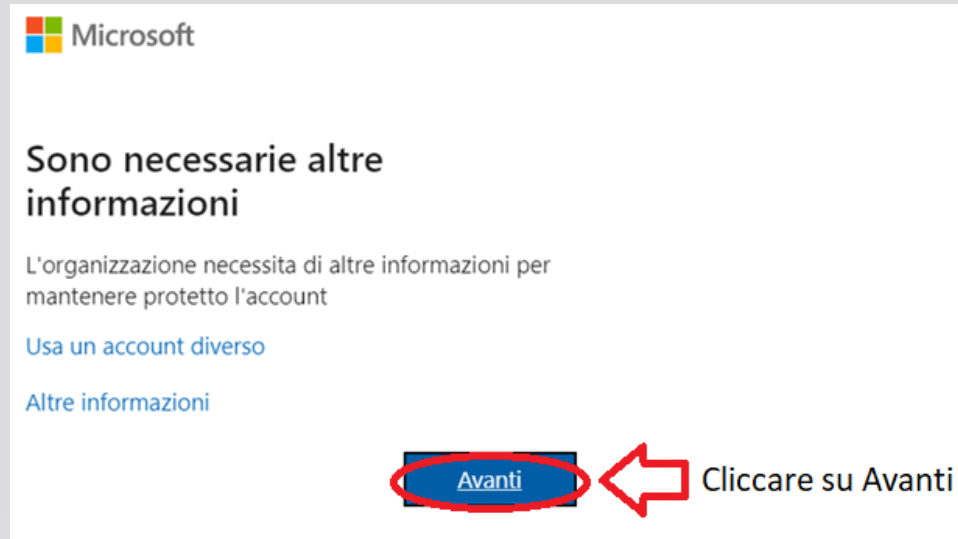 Microsoft
Sono necessarie altre
informazioni
L'organizzazione necessita di altre informazioni per
mantenere protetto l'account
Usa un account diverso
Altre informazioni
Avanti
Cliccare su Avanti